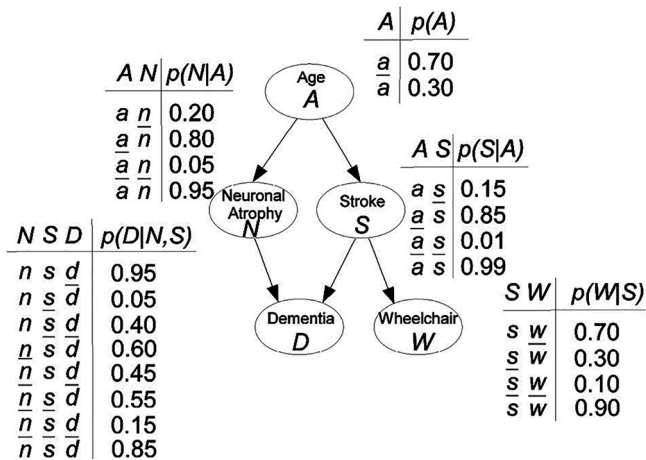 A p(A)
a 0.70
a̅ 0.30
A N p(N|A)
a n 0.20
a n̅ 0.80
a̅ n 0.05
a̅ n̅ 0.95
Age
A
A S p(S|A)
a s 0.15
a s̅ 0.85
a̅ s 0.01
a̅ s̅ 0.99
Neuronal
Atrophy
N
Stroke
S
N S D p(D|N,S)
n s d 0.95
n s d̅ 0.05
n s̅ d 0.40
n s̅ d̅ 0.60
n̅ s d 0.45
n̅ s d̅ 0.55
n̅ s̅ d 0.15
n̅ s̅ d̅ 0.85
Dementia
D
Wheelchair
W
S W p(W|S)
s w 0.70
s w̅ 0.30
s̅ w 0.10
s̅ w̅ 0.90